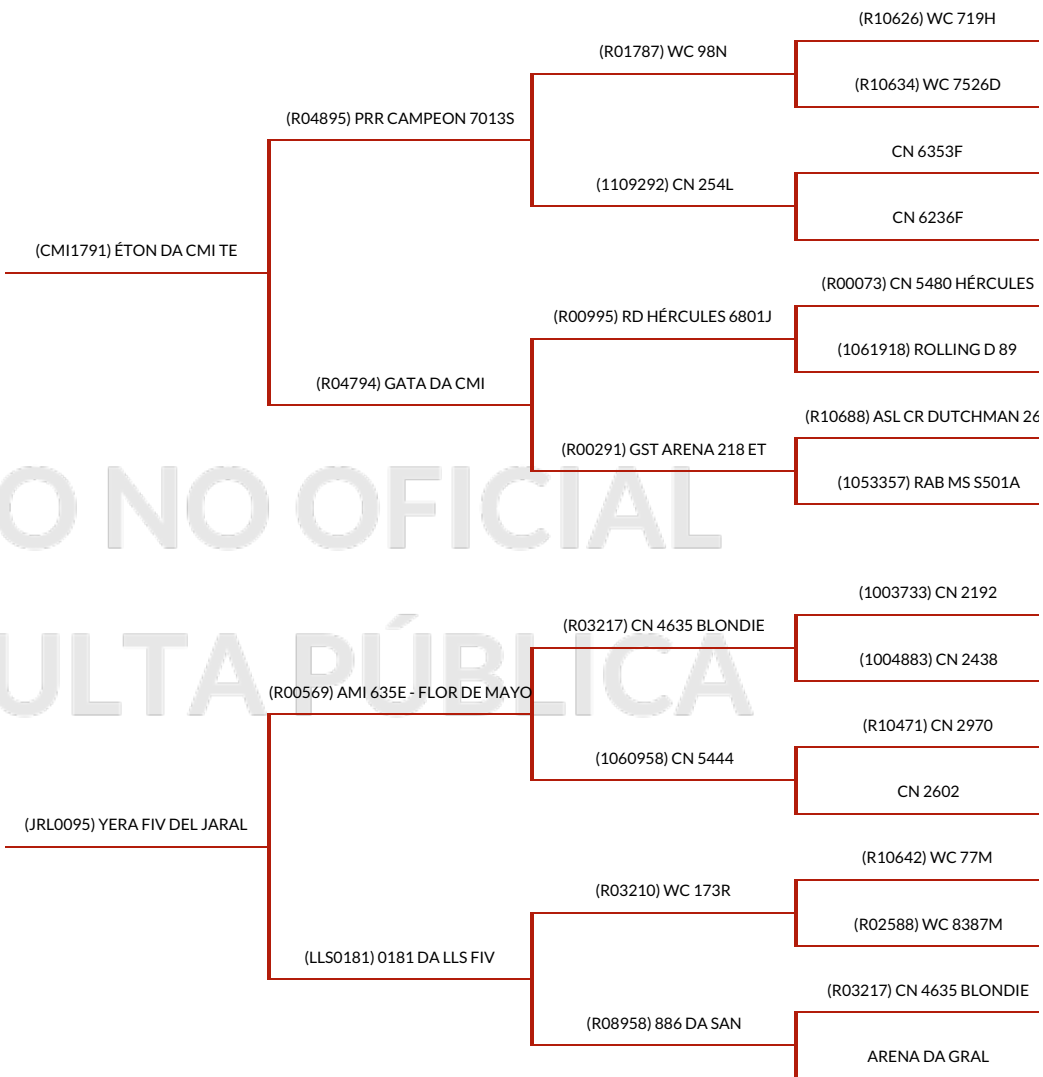 (R10626) WC 719H
(R01787) WC 98N
(R10634) WC 7526D
(R04895) PRR CAMPEON 7013S
CN 6353F
(1109292) CN 254L
CN 6236F
(CMI1791) ÉTON DA CMI TE
(R00073) CN 5480 HÉRCULES
(R00995) RD HÉRCULES 6801J
(1061918) ROLLING D 89
(R04794) GATA DA CMI
(R10688) ASL CR DUTCHMAN 26
(R00291) GST ARENA 218 ET
(1053357) RAB MS S501A
O NO OFICIAL
(1003733) CN 2192
(R03217) CN 4635 BLONDIE
(1004883) CN 2438
ULTA PÚBLICA
(R00569) AMI 635E - FLOR DE MAYO
(R10471) CN 2970
(1060958) CN 5444
CN 2602
(JRL0095) YERA FIV DEL JARAL
(R10642) WC 77M
(R03210) WC 173R
(R02588) WC 8387M
(LLS0181) 0181 DA LLS FIV
(R03217) CN 4635 BLONDIE
(R08958) 886 DA SAN
ARENA DA GRAL